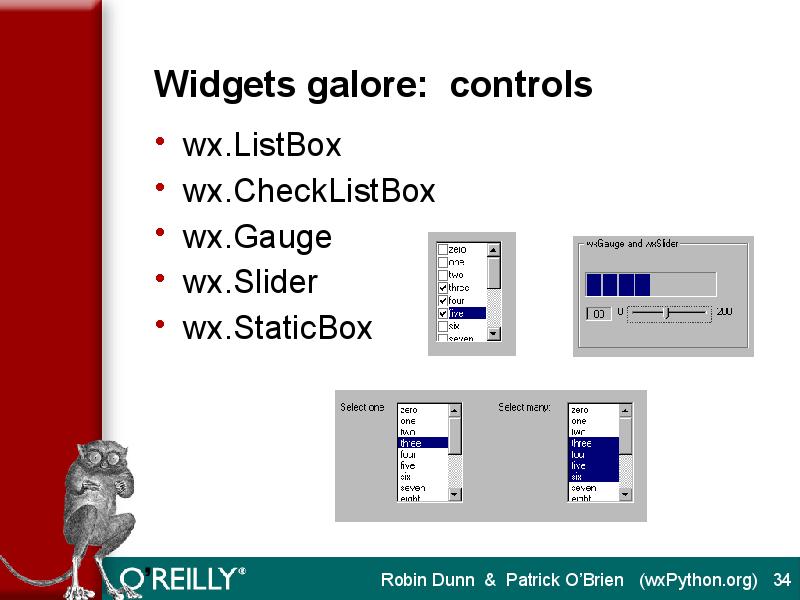 Widgets galore: controls
• wx.ListBox
• wx.CheckListBox
• wx.Gauge
• wx.Slider
• wx.StaticBox
zero
one
two
three
four
five
six
seven
wxGauge and wxSlider
0
200
Select one
zero
one
two
three
four
five
six
seven
eight
Select many:
zero
one
two
three
four
five
six
seven
eight
O'REILLY®
Robin Dunn & Patrick O'Brien (wxPython.org) 34